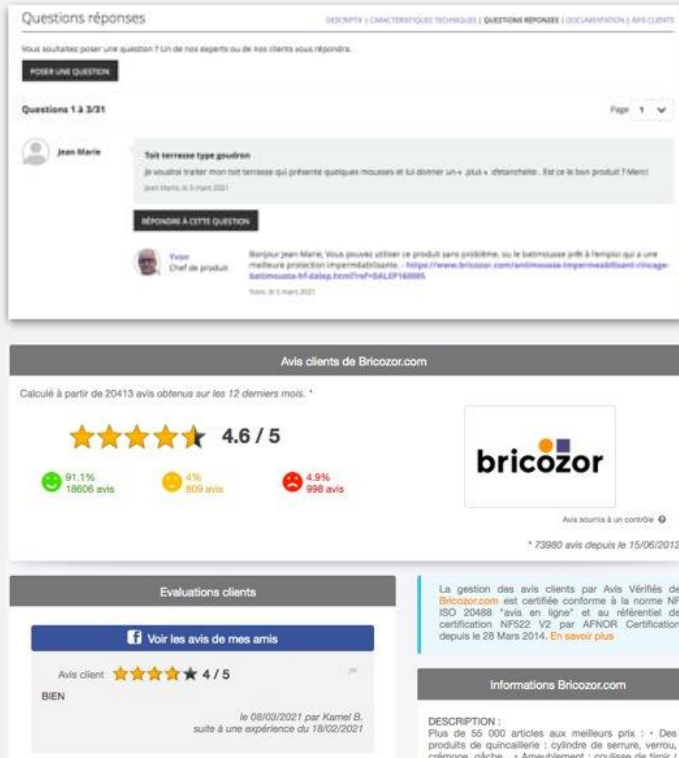 Questions réponses
DESCRIPTIF | CARACTÉRISTIQUES TECHNIQUES | QUESTIONS RÉPONSES | DOCUMENTATION | AVIS CLIENTS
Vous souhaitez poser une question ? Un de nos experts ou de nos clients vous répondra.
POSER UNE QUESTION
Questions 1 à 3/31
Page 1
Jean Marie
Toit terrasse type goudron
Je voudrai traiter mon toit terrasse qui présente quelques mousses et lui donner un « plus » d'etancheite . Est ce le bon produit ? Merci
Jean Marie, le 5 mars 2021
RÉPONDRE À CETTE QUESTION
Yvon
Chef de produit
Bonjour Jean-Marie, Vous pouvez utiliser ce produit sans problème, ou le batimousse prêt à l'emploi qui a une
meilleure protection imperméabilisante. - https://www.bricozor.com/antimousse-impermeabilisant-rincage-
batimousse-hf-dalep.html?ref=DALEP160005
Yvon, le 5 mars 2021
Avis clients de Bricozor.com
Calculé à partir de 20413 avis obtenus sur les 12 derniers mois. *
4.6 / 5
91.1%
18606 avis
4%
809 avis
4.9%
998 avis
bricozor
Avis soumis à un contrôle
* 73980 avis depuis le 15/06/2012
Evaluations clients
Voir les avis de mes amis
Avis client 4 / 5
BIEN
le 08/03/2021 par Kamel B.
suite à une expérience du 18/02/2021
La gestion des avis clients par Avis Vérifiés de
Bricozor.com est certifiée conforme à la norme NF
ISO 20488 "avis en ligne" et au référentiel de
certification NF522 V2 par AFNOR Certification
depuis le 28 Mars 2014. En savoir plus
Informations Bricozor.com
DESCRIPTION :
Plus de 55 000 articles aux meilleurs prix : • Des
produits de quincaillerie : cylindre de serrure, verrou,
crémone, gâche... • Ameublement : coulisse de tiroir /